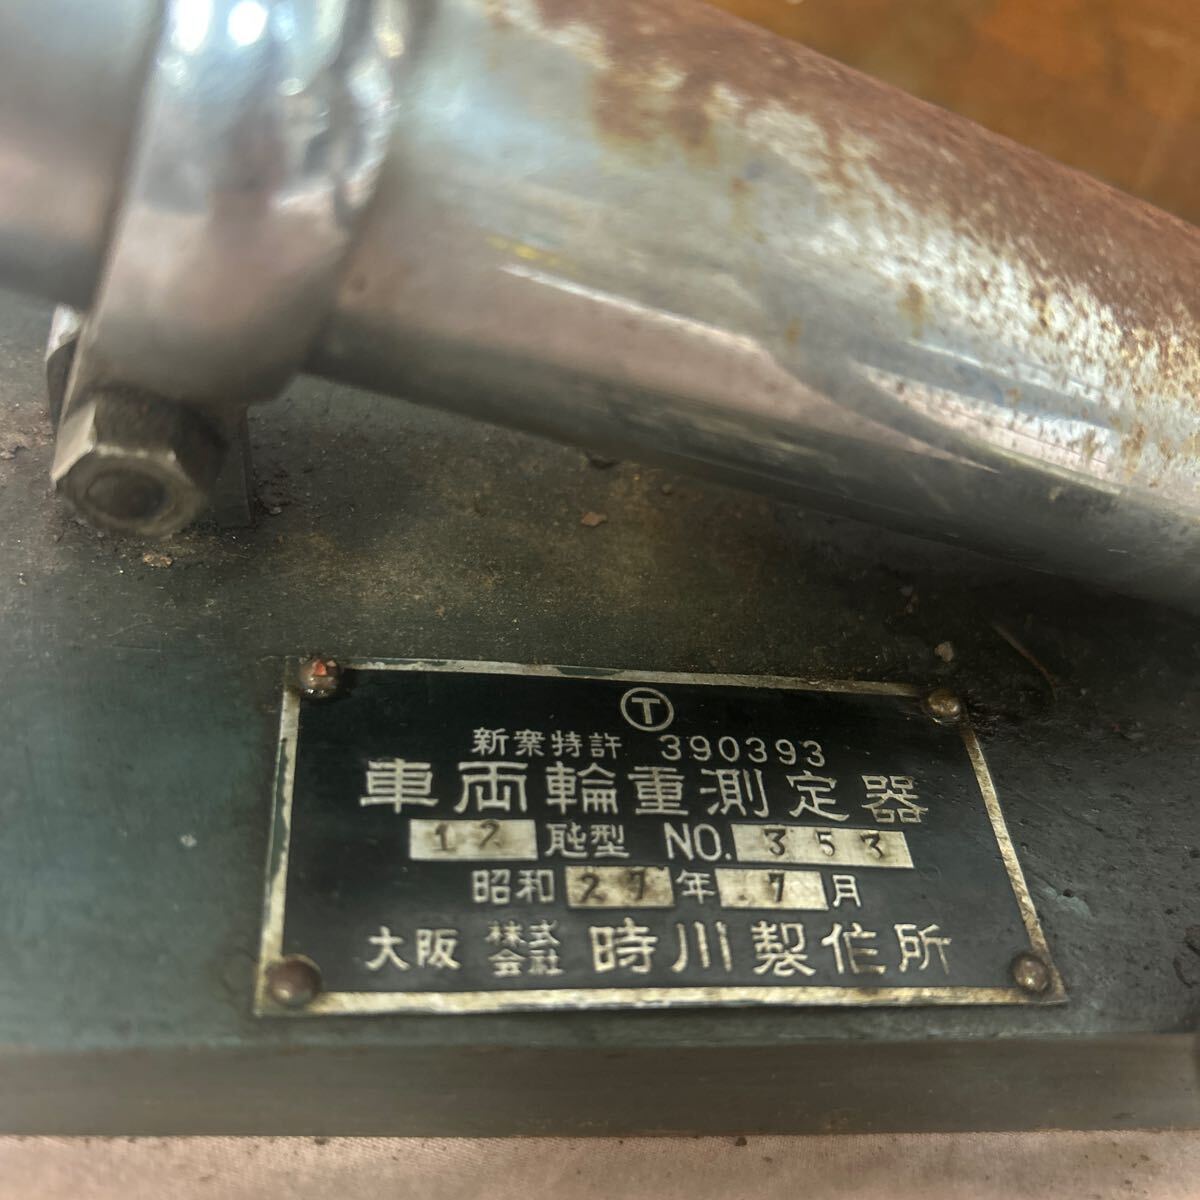 T
新案特許 390393
車両輪重測定器
12 瓲型 NO. 353
昭和 27 年 7 月
大阪 株式会社 時川製作所